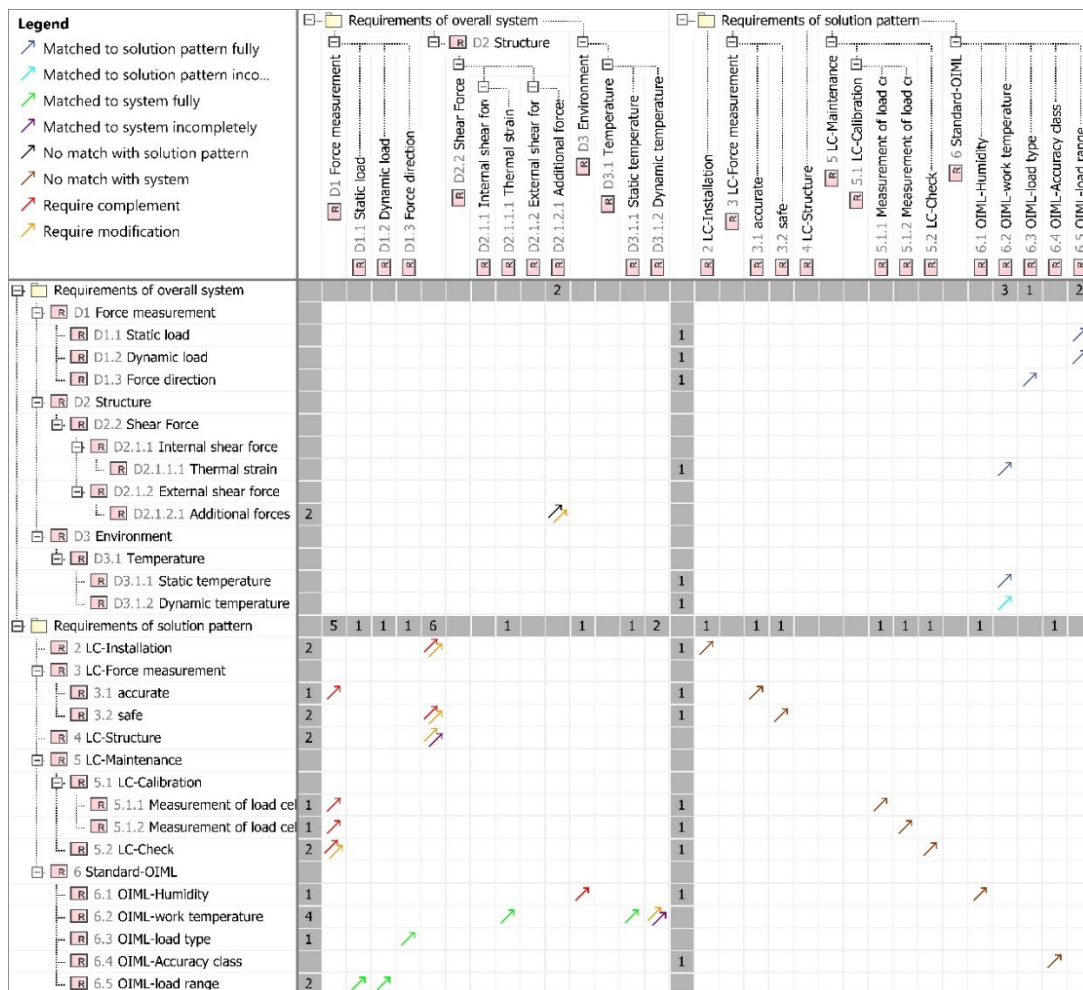 Legend
Matched to solution pattern fully
Matched to solution pattern inco...
Matched to system fully
Matched to system incompletely
No match with solution pattern
No match with system
Require complement
Require modification
Requirements of overall system
R D1 Force measurement
R D1.1 Static load
R D1.2 Dynamic load
R D1.3 Force direction
R D2 Structure
R D2.2 Shear Force
R D2.1.1 Internal shear for
R D2.1.1.1 Thermal strain
R D2.1.2 External shear for
R D2.1.2.1 Additional force
R D3 Environment
R D3.1 Temperature
R D3.1.1 Static temperature
R D3.1.2 Dynamic temperature
Requirements of solution pattern
R 2 LC-Installation
R 3 LC-Force measurement
R 3.1 accurate
R 3.2 safe
R 4 LC-Structure
R 5 LC-Maintenance
R 5.1 LC-Calibration
R 5.1.1 Measurement of load ce
R 5.1.2 Measurement of load ce
R 5.2 LC-Check
R 6 Standard-OIML
R 6.1 OIML-Humidity
R 6.2 OIML-work temperature
R 6.3 OIML-load type
R 6.4 OIML-Accuracy class
R 6.5 OIML-load range
Requirements of overall system 2 3 1 2
R D1 Force measurement
R D1.1 Static load 1
R D1.2 Dynamic load 1
R D1.3 Force direction 1
R D2 Structure
R D2.2 Shear Force
R D2.1.1 Internal shear force
R D2.1.1.1 Thermal strain 1
R D2.1.2 External shear force
R D2.1.2.1 Additional forces 2
R D3 Environment
R D3.1 Temperature
R D3.1.1 Static temperature 1
R D3.1.2 Dynamic temperature 1
Requirements of solution pattern 5 1 1 1 6 1 1 1 2 1 1 1 1 1 1 1 1
R 2 LC-Installation 2 1
R 3 LC-Force measurement
R 3.1 accurate 1 1
R 3.2 safe 2 1
R 4 LC-Structure 2
R 5 LC-Maintenance
R 5.1 LC-Calibration
R 5.1.1 Measurement of load cel 1 1
R 5.1.2 Measurement of load cel 1 1
R 5.2 LC-Check 2 1
R 6 Standard-OIML
R 6.1 OIML-Humidity 1 1
R 6.2 OIML-work temperature 4
R 6.3 OIML-load type 1
R 6.4 OIML-Accuracy class 1
R 6.5 OIML-load range 2